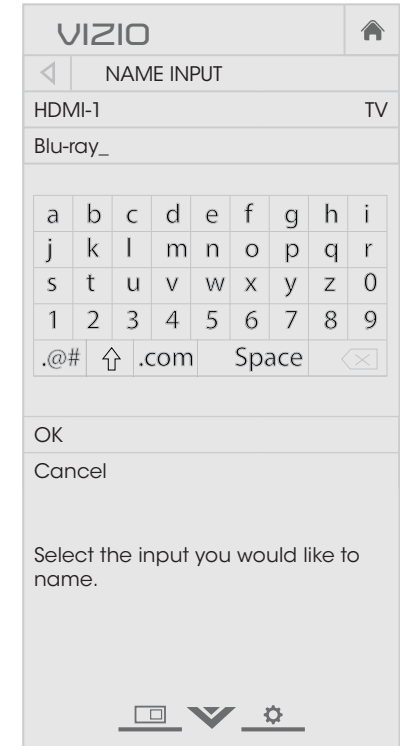 VIZIO
NAME INPUT
HDMI-1 TV
Blu-ray_
a b c d e f g h i
j k l m n o p q r
s t u v w x y z 0
1 2 3 4 5 6 7 8 9
.@# .com Space
OK
Cancel
Select the input you would like to
name.